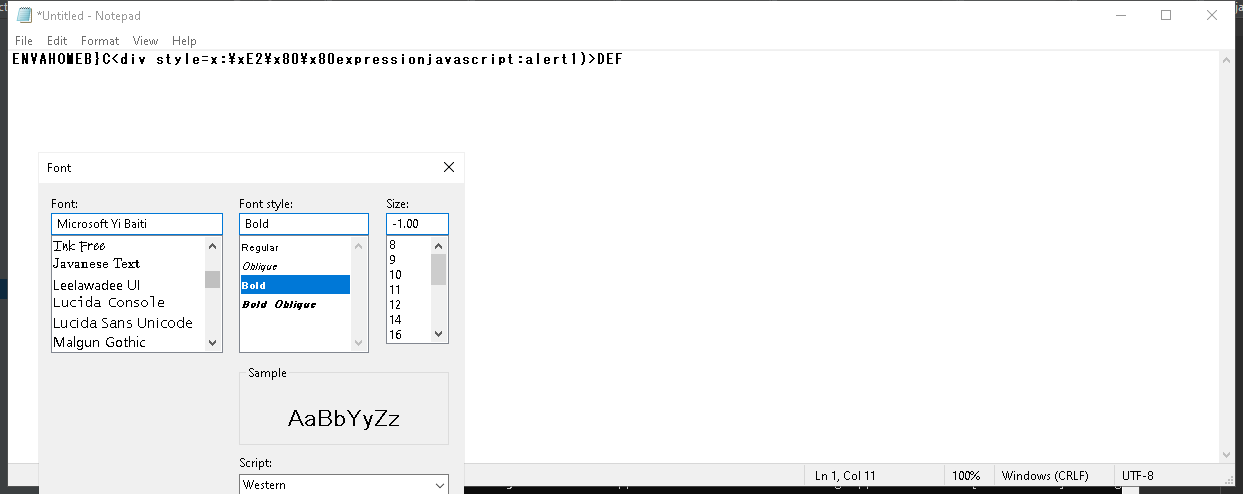 *Untitled - Notepad
File Edit Format View Help
ENVAHOWEB}C<div style=x:¥xE2¥x80¥x80expressionjavascript:alert1)>DEF
Font
Font: Font style: Size:
Microsoft Yi Baiti Bold -1.00
Ink Free Regular 8
Javanese Text Oblique 9
Leelawadee UI Bold 10
Lucida Console Bold Oblique 11
Lucida Sans Unicode 12
Malgun Gothic 14
16
Sample
AaBbYyZz
Script:
Western
Ln 1, Col 11 100% Windows (CRLF) UTF-8